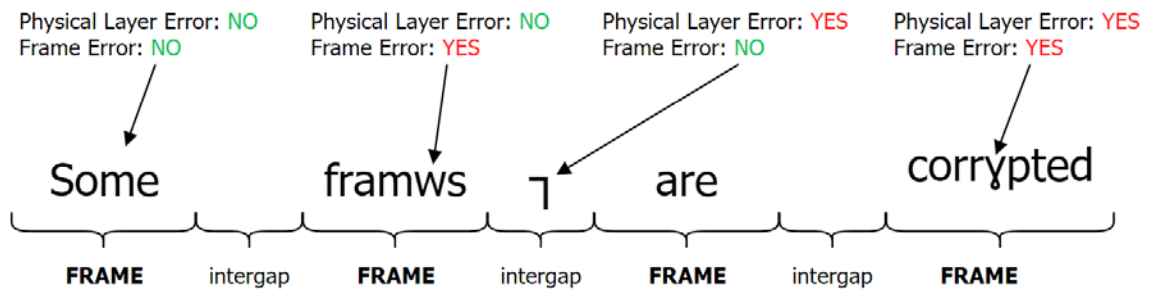 Physical Layer Error: NO
Frame Error: NO
Physical Layer Error: NO
Frame Error: YES
Physical Layer Error: YES
Frame Error: NO
Physical Layer Error: YES
Frame Error: YES
Some framws ┐ are corrɣpted
FRAME intergap FRAME intergap FRAME intergap FRAME